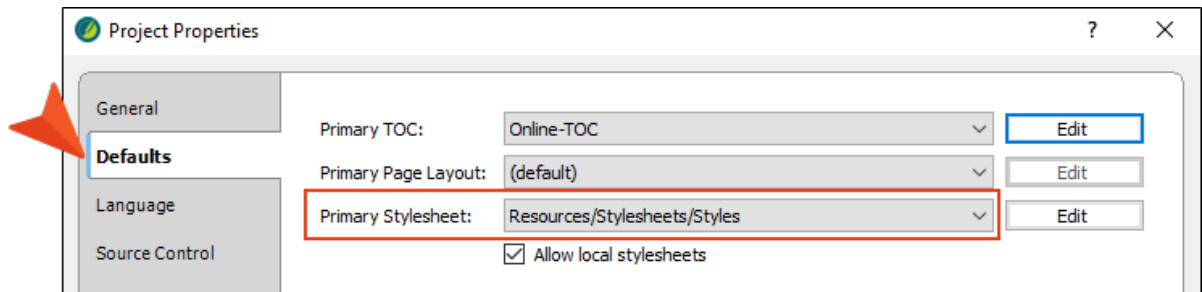 Project Properties ?
General
Defaults
Language
Source Control
Primary TOC: Online-TOC Edit
Primary Page Layout: (default) Edit
Primary Stylesheet: Resources/Stylesheets/Styles Edit
Allow local stylesheets